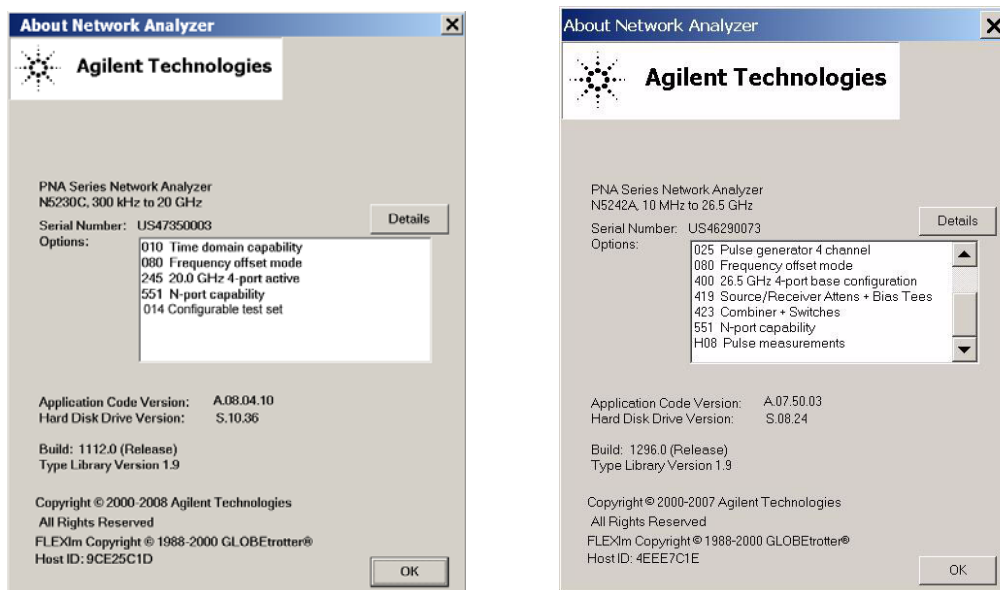 About Network Analyzer
Agilent Technologies
PNA Series Network Analyzer
N5230C, 300 kHz to 20 GHz
Serial Number: US47350003
Details
Options:
010 Time domain capability
080 Frequency offset mode
245 20.0 GHz 4-port active
551 N-port capability
014 Configurable test set
Application Code Version: A.08.04.10
Hard Disk Drive Version: S.10.36
Build: 1112.0 (Release)
Type Library Version 1.9
Copyright © 2000-2008 Agilent Technologies
All Rights Reserved
FLEXlm Copyright © 1988-2000 GLOBEtrotter®
Host ID: 9CE25C1D
OK
About Network Analyzer
Agilent Technologies
PNA Series Network Analyzer
N5242A, 10 MHz to 26.5 GHz
Serial Number: US46290073
Details
Options:
025 Pulse generator 4 channel
080 Frequency offset mode
400 26.5 GHz 4-port base configuration
419 Source/Receiver Attens + Bias Tees
423 Combiner + Switches
551 N-port capability
H08 Pulse measurements
Application Code Version: A.07.50.03
Hard Disk Drive Version: S.08.24
Build: 1296.0 (Release)
Type Library Version 1.9
Copyright © 2000-2007 Agilent Technologies
All Rights Reserved
FLEXlm Copyright © 1988-2000 GLOBEtrotter®
Host ID: 4EEE7C1E
OK